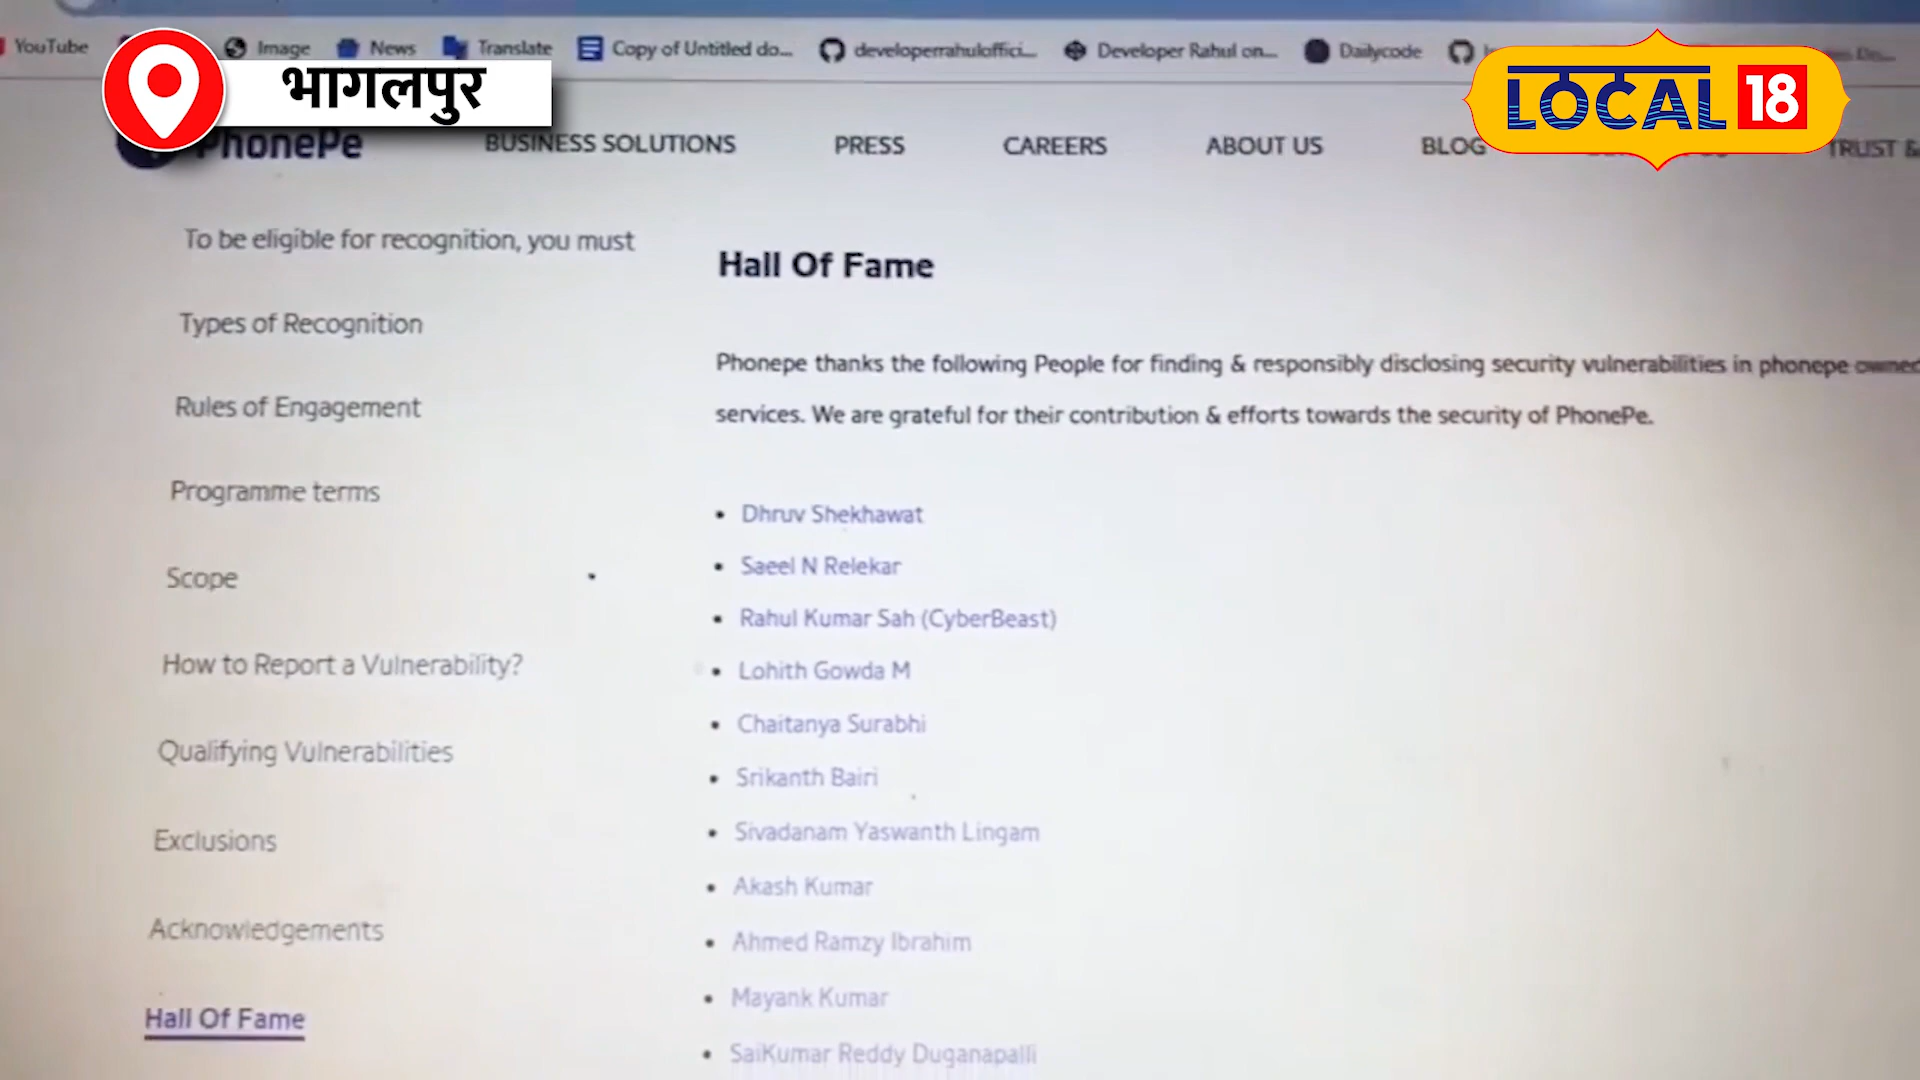 YouTube
Image
News
Translate
Copy of Untitled do...
developerrahuloffici...
Developer Rahul on...
Dailycode
भागलपुर
LOCAL 18
PhonePe
BUSINESS SOLUTIONS
PRESS
CAREERS
ABOUT US
BLOG
TRUST &
To be eligible for recognition, you must
Types of Recognition
Rules of Engagement
Programme terms
Scope
How to Report a Vulnerability?
Qualifying Vulnerabilities
Exclusions
Acknowledgements
Hall Of Fame
Hall Of Fame
Phonepe thanks the following People for finding & responsibly disclosing security vulnerabilities in phonepe owned
services. We are grateful for their contribution & efforts towards the security of PhonePe.
• Dhruv Shekhawat
• Saeel N Relekar
• Rahul Kumar Sah (CyberBeast)
• Lohith Gowda M
• Chaitanya Surabhi
• Srikanth Bairi
• Sivadanam Yaswanth Lingam
• Akash Kumar
• Ahmed Ramzy Ibrahim
• Mayank Kumar
• SaiKumar Reddy Duganapalli